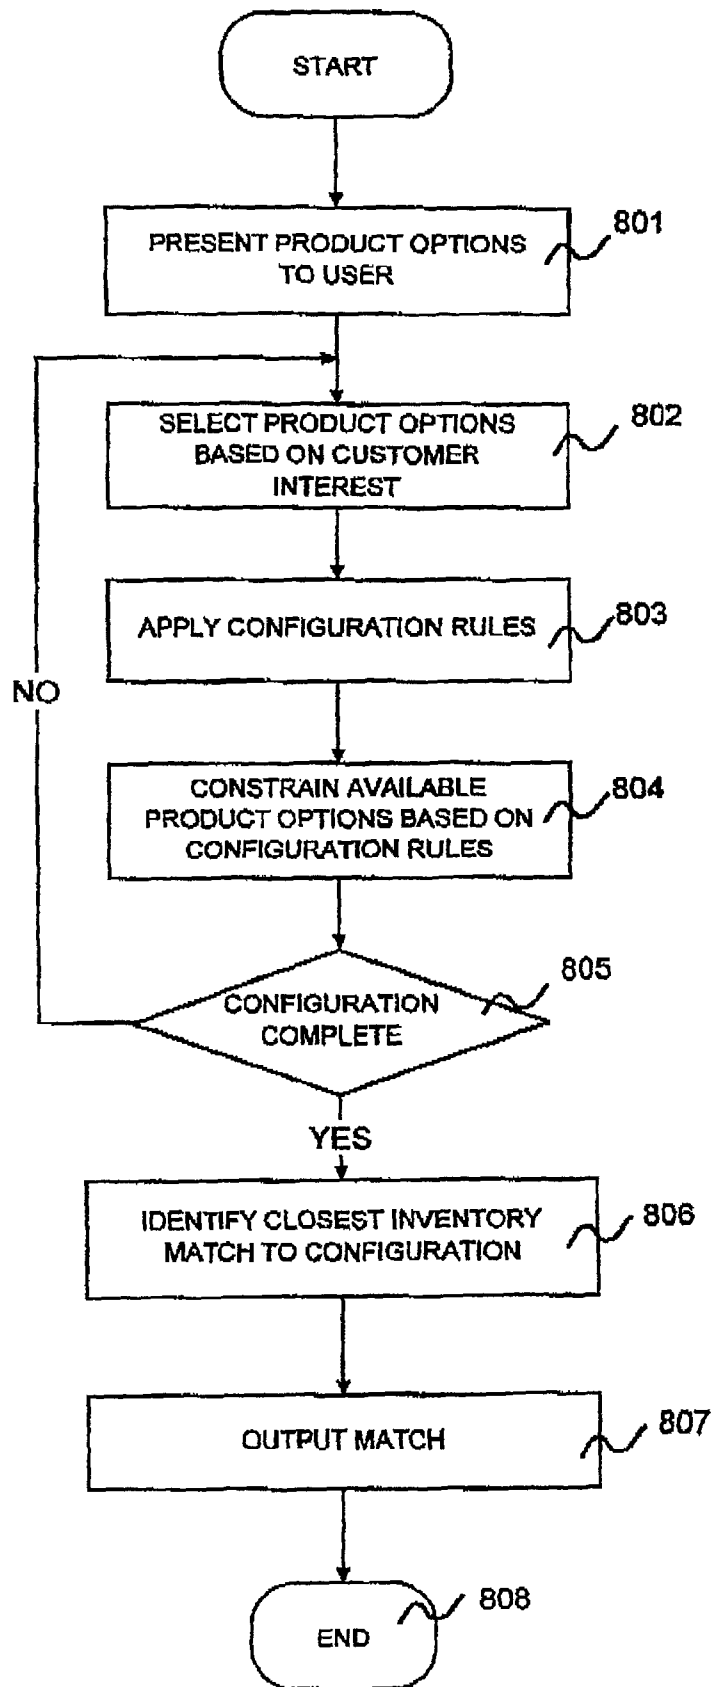 START
PRESENT PRODUCT OPTIONS
TO USER
801
SELECT PRODUCT OPTIONS
BASED ON CUSTOMER
INTEREST
802
APPLY CONFIGURATION RULES
803
NO
CONSTRAIN AVAILABLE
PRODUCT OPTIONS BASED ON
CONFIGURATION RULES
804
CONFIGURATION
COMPLETE
805
YES
IDENTIFY CLOSEST INVENTORY
MATCH TO CONFIGURATION
806
OUTPUT MATCH
807
END
808